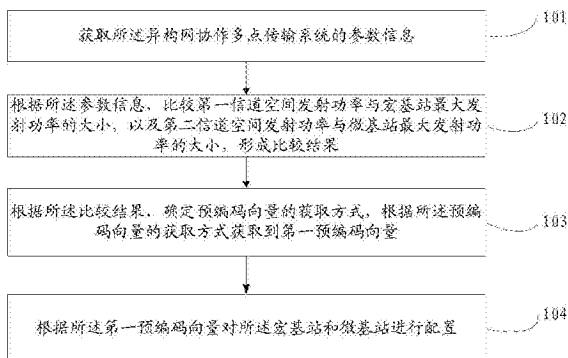 获取所述异构网协作多点传输系统的参数信息
101
根据所述参数信息，比较第一信道空间发射功率与宏基站最大发
射功率的大小，以及第二信道空间发射功率与微基站最大发射功
率的大小，形成比较结果
102
根据所述比较结果，确定预编码向量的获取方式，根据所述预编
码向量的获取方式获取到第一预编码向量
103
根据所述第一预编码向量对所述宏基站和微基站进行配置
104